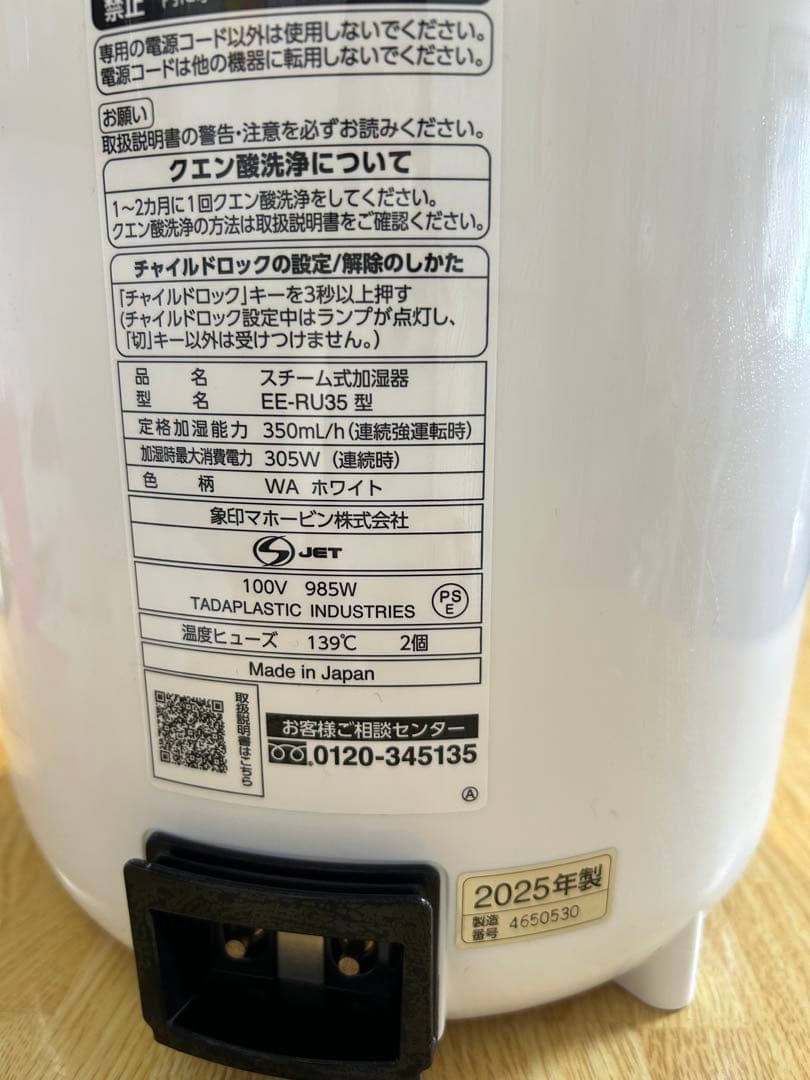 禁止
専用の電源コード以外は使用しないでください。
電源コードは他の機器に転用しないでください。
お願い
取扱説明書の警告・注意を必ずお読みください。
クエン酸洗浄について
1～2カ月に1回クエン酸洗浄をしてください。
クエン酸洗浄の方法は取扱説明書をご確認ください。
チャイルドロックの設定/解除のしかた
「チャイルドロック」キーを3秒以上押す
(チャイルドロック設定中はランプが点灯し、
「切」キー以外は受けつけません。)
品 名 スチーム式加湿器
型 名 EE-RU35 型
定格加湿能力 350mL/h (連続強運転時)
加湿時最大消費電力 305W (連続時)
色 柄 WA ホワイト
象印マホービン株式会社
JET
100V 985W
TADAPLASTIC INDUSTRIES
PS
E
温度ヒューズ 139℃ 2個
Made in Japan
取扱説明書はこちら
お客様ご相談センター
0120-345135
A
2025年製
製造
番号 4650530